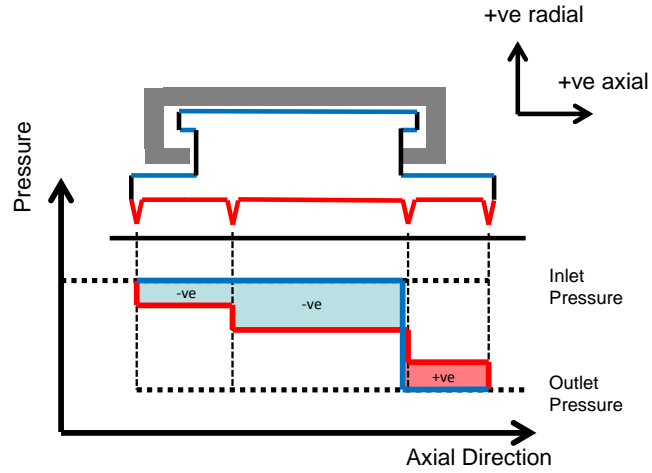 +ve radial
+ve axial
Pressure
-ve
-ve
Inlet
Pressure
+ve
Outlet
Pressure
Axial Direction